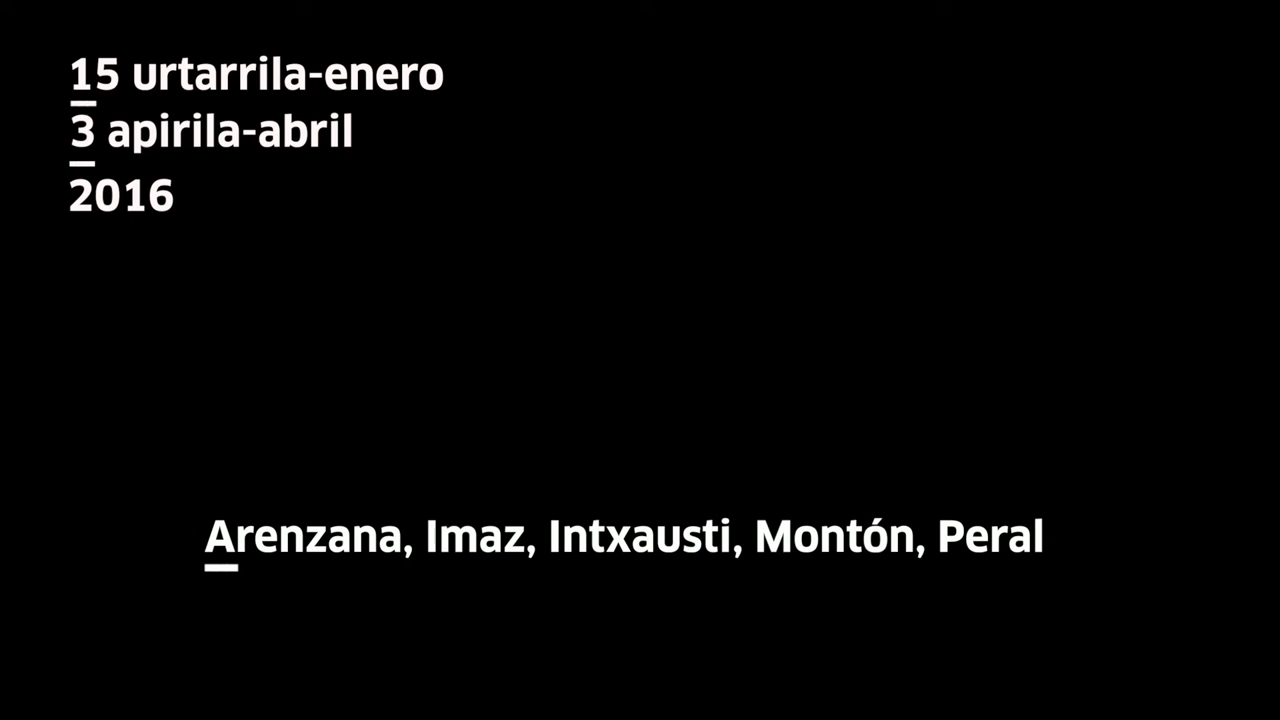 15 urtarrila-enero
3 apirila-abril
2016
Arenzana, Imaz, Intxausti, Montón, Peral